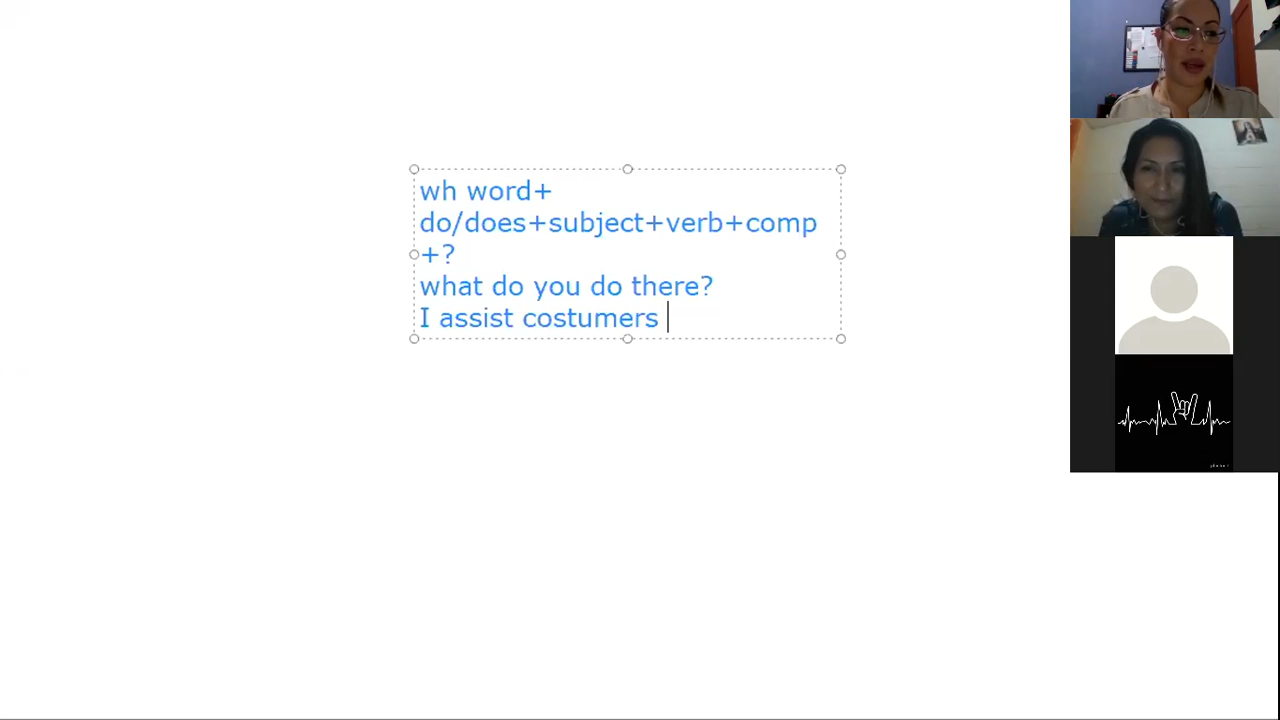 wh word+
do/does+subject+verb+comp
+?
what do you do there?
I assist costumers